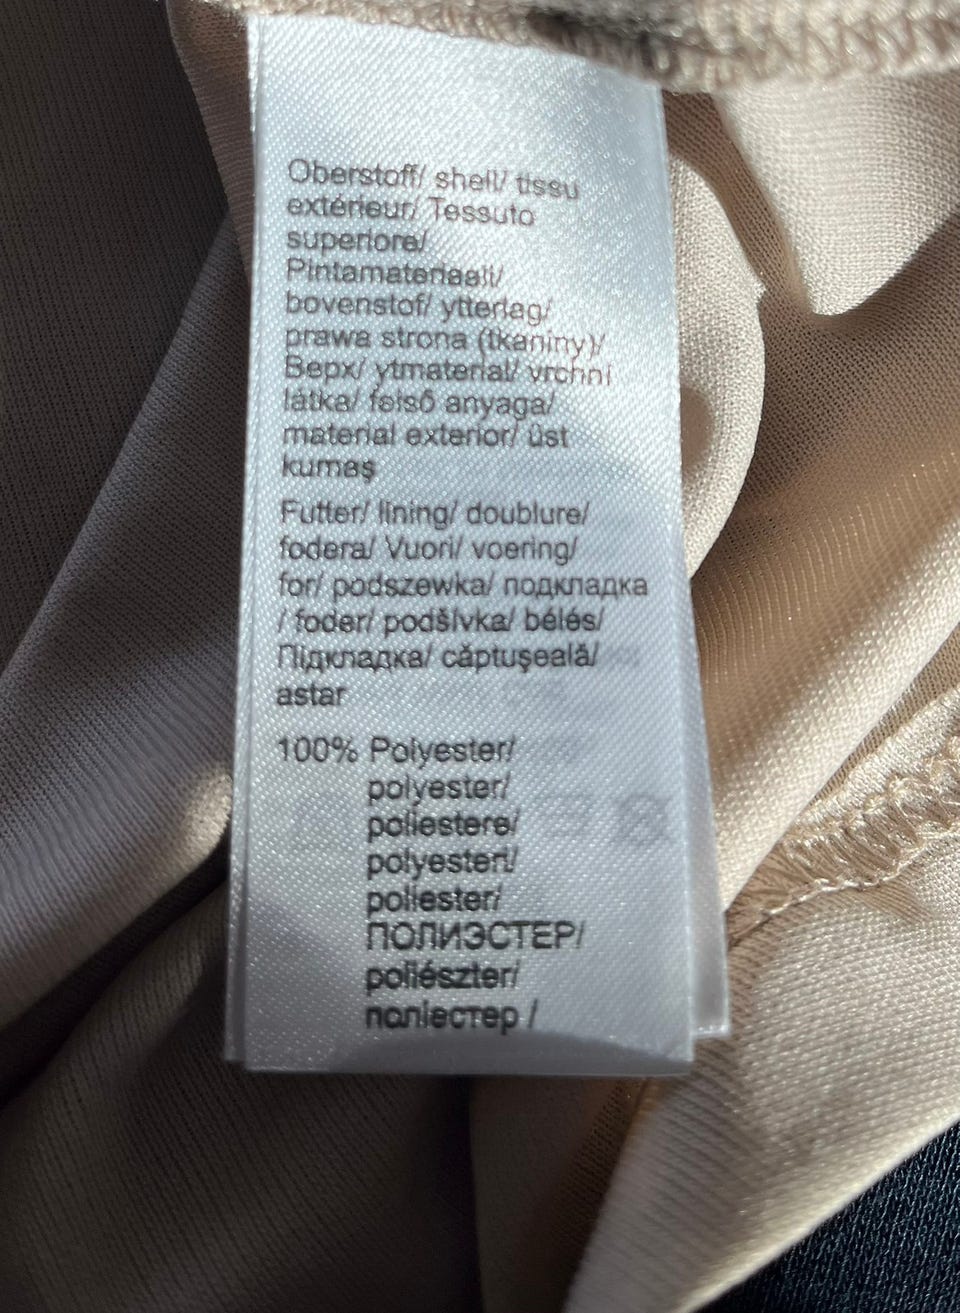 Oberstoff/ shell/ tissu
extérieur/ Tessuto
superiore/
Pintamateriaali/
bovenstof/ ytterlag/
prawa strona (tkaniny)/
Верх/ ytmaterial/ vrchní
látka/ felső anyaga/
material exterior/ üst
kumaş
Futter/ lining/ doublure/
fodera/ Vuori/ voering/
for/ podszewka/ подкладка
/ foder/ podšívka/ bélés/
Підкладка/ căptuşeală/
astar
100% Polyester/
polyester/
poliestere/
polyesteri/
poliester/
ПОЛИЭСТЕР/
poliészter/
поліестер /